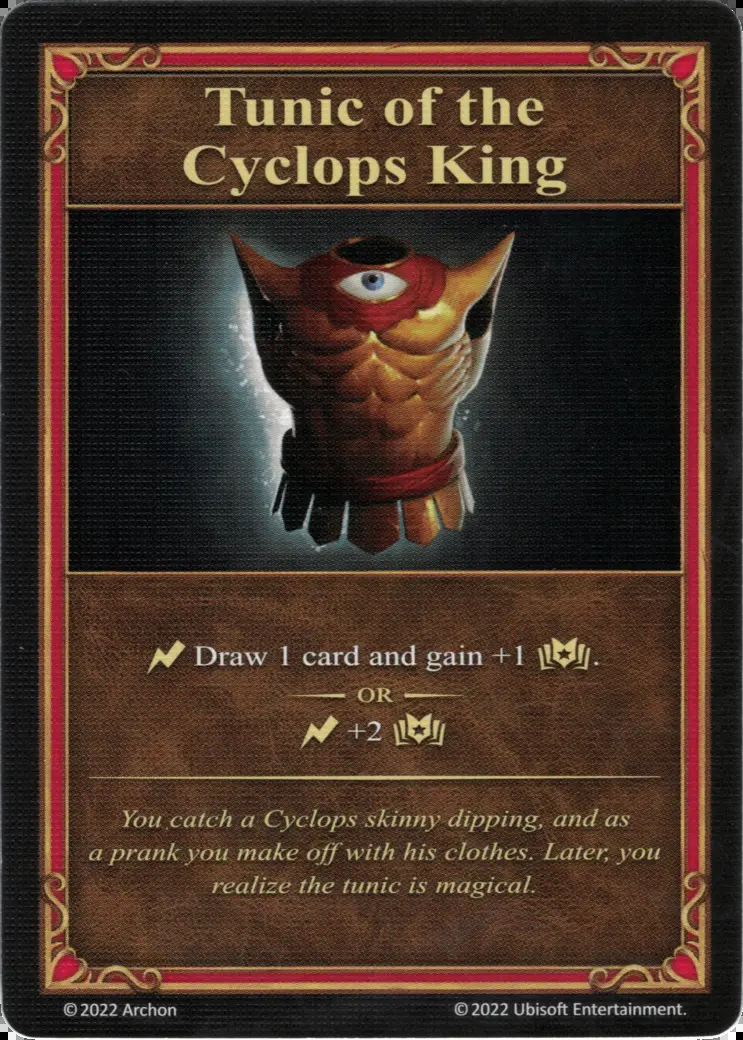 Tunic of the
Cyclops King
Draw 1 card and gain +1 .
OR
+2
You catch a Cyclops skinny dipping, and as
a prank you make off with his clothes. Later, you
realize the tunic is magical.
© 2022 Archon
© 2022 Ubisoft Entertainment.